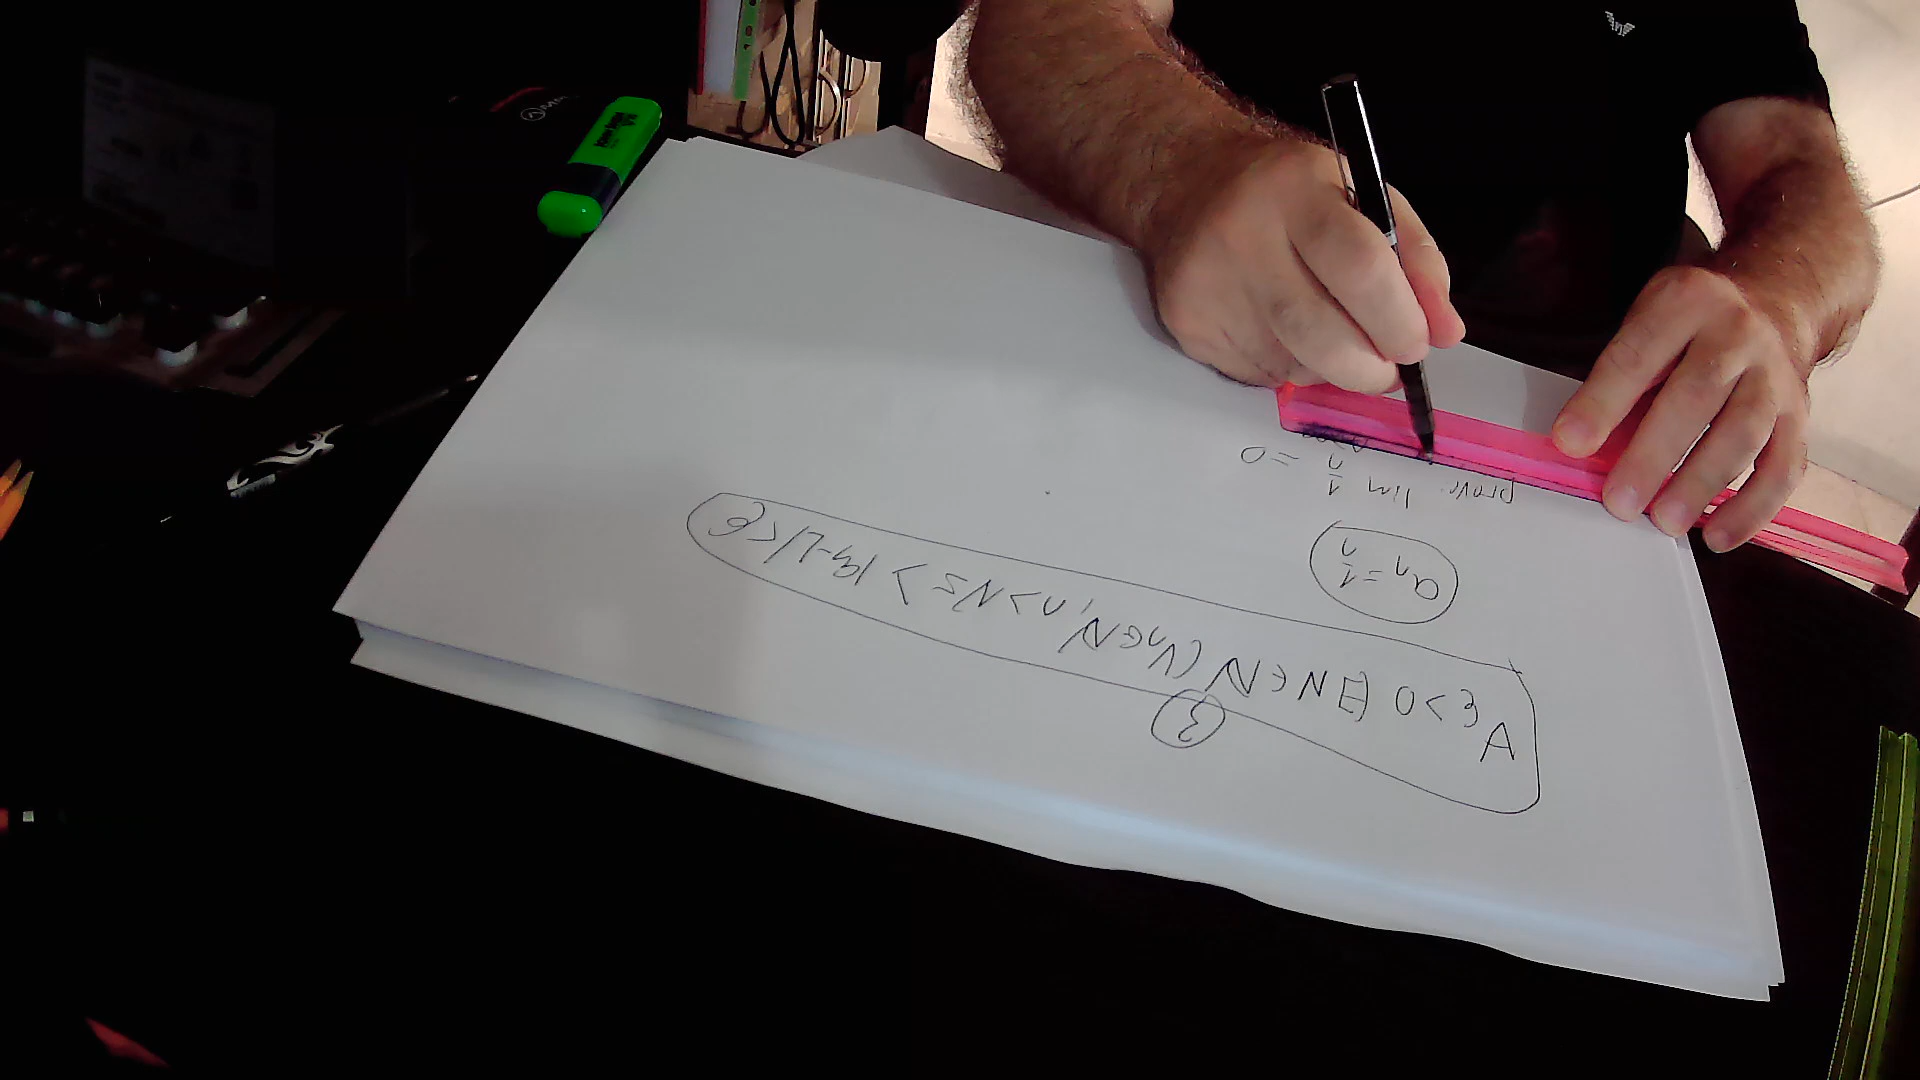 3
∀ε>0 (∃N∈ℕ (∀n∈ℕ, n>N => |an-L|<ε))
an = 1/n
prove: lim 1/n = 0